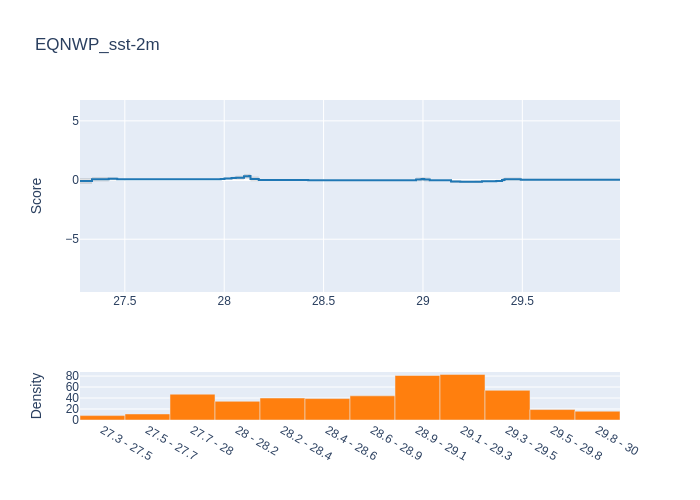 EQNWP_sst-2m
Score
5
0
−5
27.5
28
28.5
29
29.5
Density
80
60
40
20
0
27.3 - 27.5
27.5 - 27.7
27.7 - 28
28 - 28.2
28.2 - 28.4
28.4 - 28.6
28.6 - 28.9
28.9 - 29.1
29.1 - 29.3
29.3 - 29.5
29.5 - 29.8
29.8 - 30